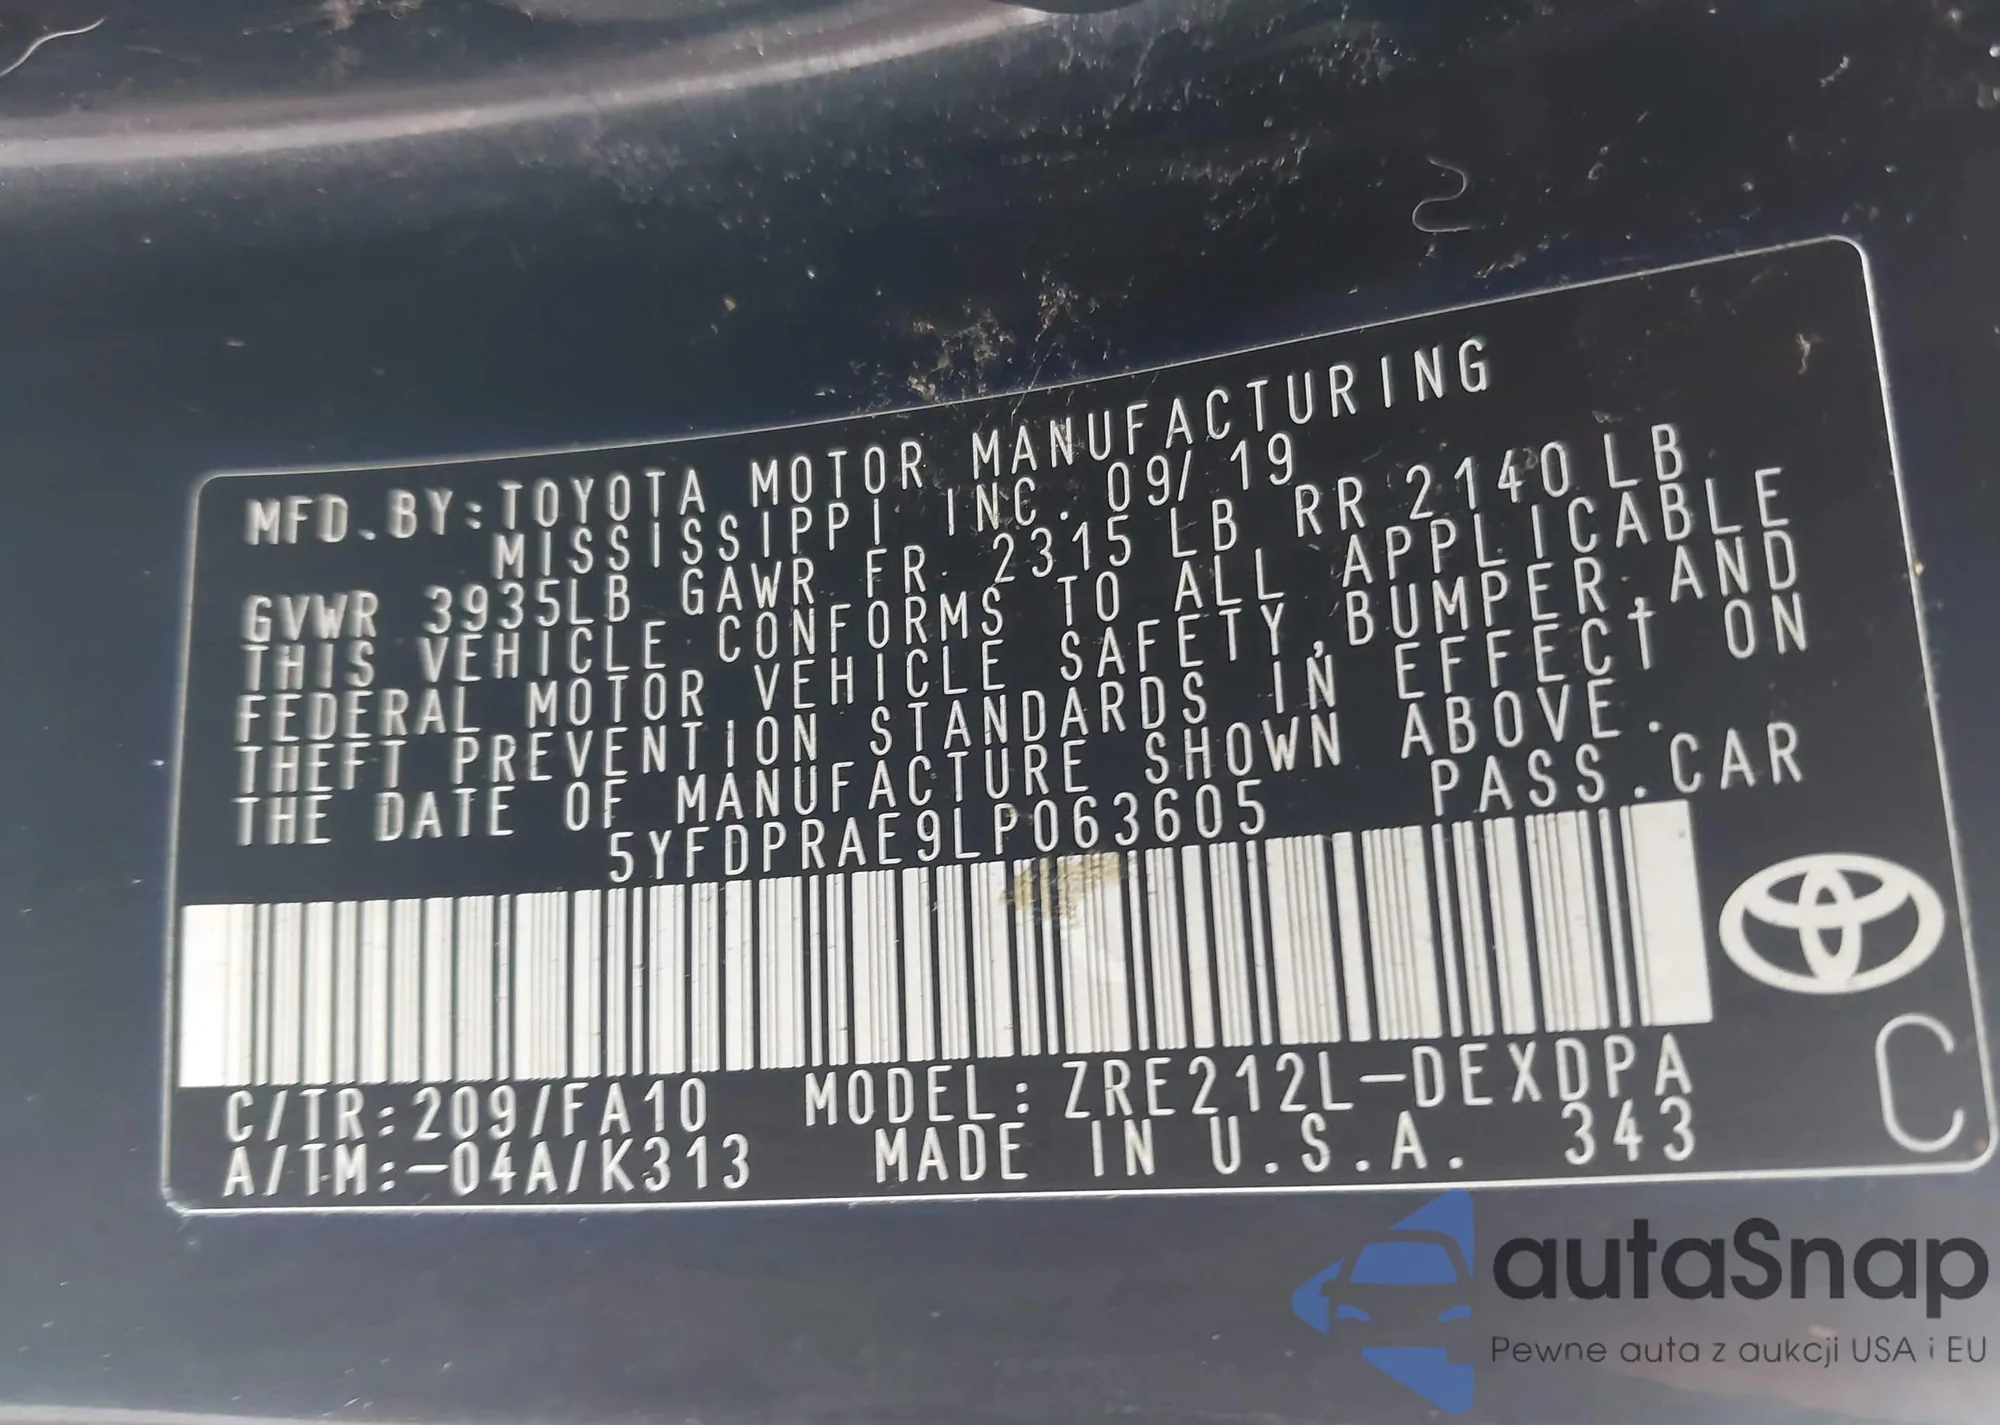 MFD.BY:TOYOTA MOTOR MANUFACTURING
MISSISSIPPI INC. 09/19
GVWR 3935LB GAWR FR 2315 LB RR 2140 LB
THIS VEHICLE CONFORMS TO ALL APPLICABLE
FEDERAL MOTOR VEHICLE SAFETY,BUMPER,AND
THEFT PREVENTION STANDARDS IN EFFECT ON
THE DATE OF MANUFACTURE SHOWN ABOVE.
5YFDPRAE9LP063605 PASS.CAR
C/TR:209/FA10 MODEL:ZRE212L-DEXDPA
A/TM:-04A/K313 MADE IN U.S.A. 343
C
autaSnap
Pewne auta z aukcji USA i EU